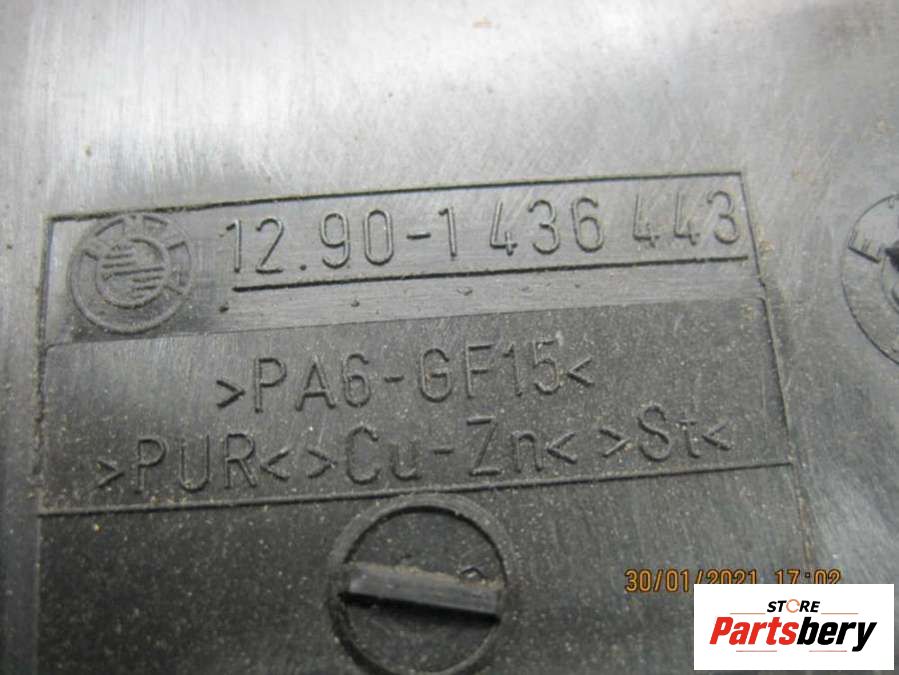 12.90-1 436 443
>PA6-GF15<
>PUR<>Cu-Zn<>St<
30/01/2021 17:02
STORE
Partsbery